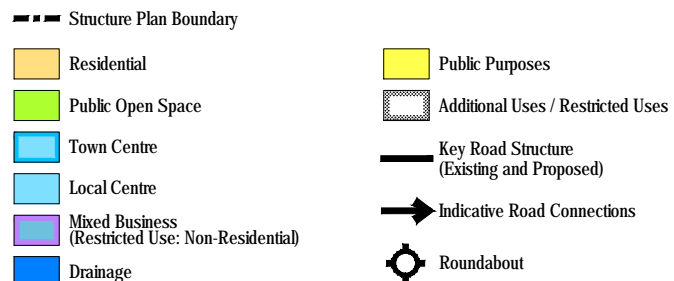 Structure Plan Boundary
Residential
Public Open Space
Town Centre
Local Centre
Mixed Business
(Restricted Use: Non-Residential)
Drainage
Public Purposes
Additional Uses / Restricted Uses
Key Road Structure
(Existing and Proposed)
Indicative Road Connections
Roundabout